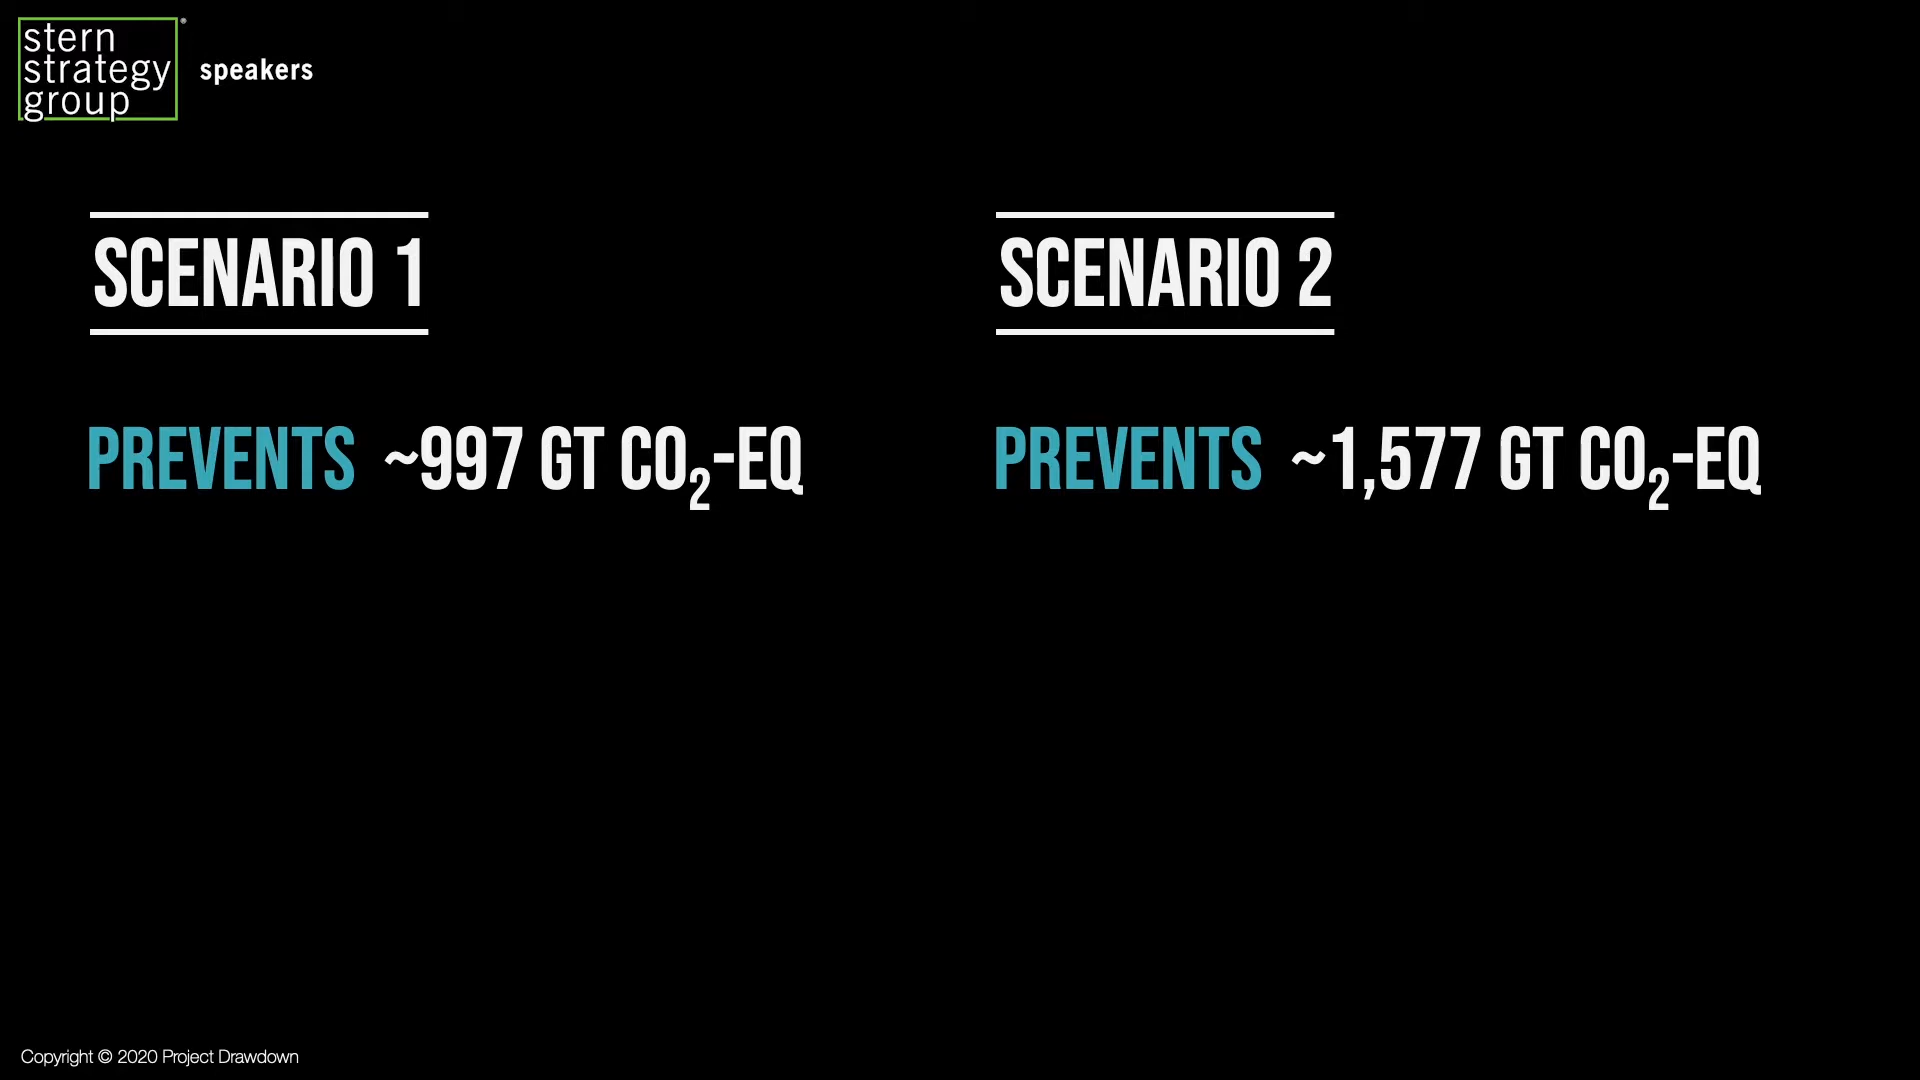 stern
strategy
group®
speakers
SCENARIO 1
PREVENTS ~997 GT CO₂-EQ
SCENARIO 2
PREVENTS ~1,577 GT CO₂-EQ
Copyright © 2020 Project Drawdown